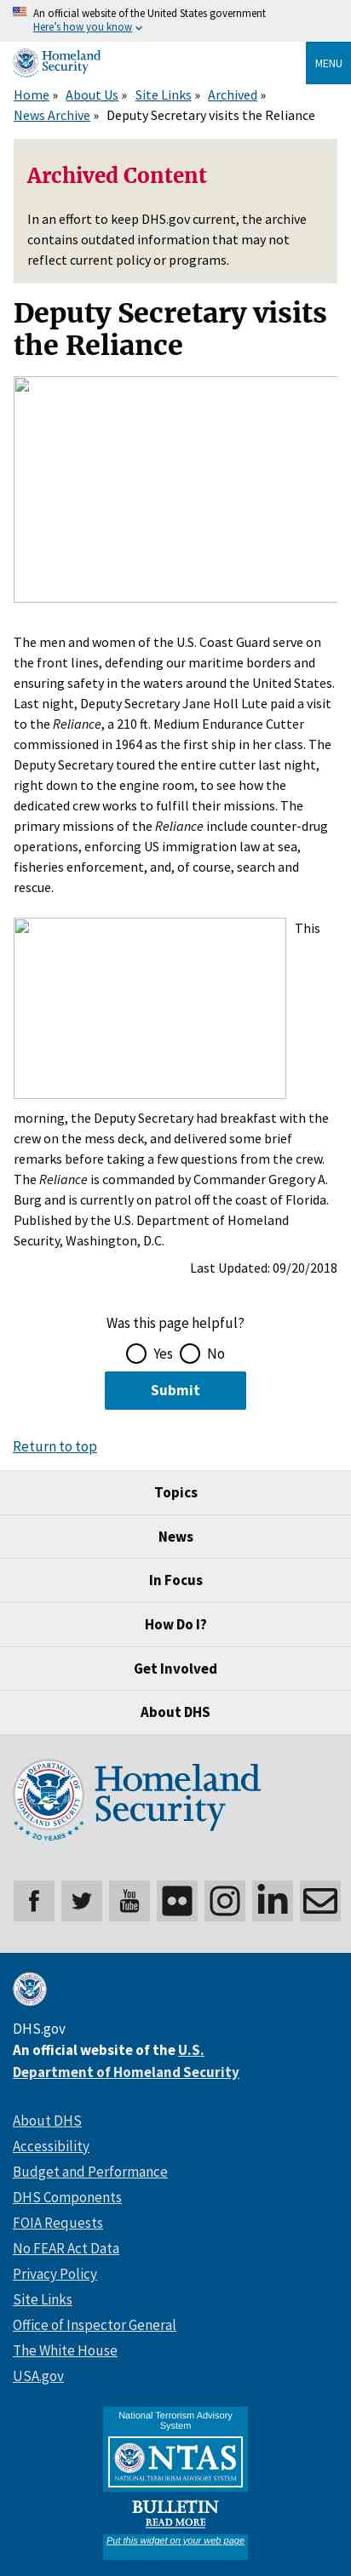 An official website of the United States government
Here's how you know
Homeland
Security
MENU
Home » About Us » Site Links » Archived »
News Archive » Deputy Secretary visits the Reliance
Archived Content
In an effort to keep DHS.gov current, the archive
contains outdated information that may not
reflect current policy or programs.
Deputy Secretary visits
the Reliance
The men and women of the U.S. Coast Guard serve on
the front lines, defending our maritime borders and
ensuring safety in the waters around the United States.
Last night, Deputy Secretary Jane Holl Lute paid a visit
to the Reliance, a 210 ft. Medium Endurance Cutter
commissioned in 1964 as the first ship in her class. The
Deputy Secretary toured the entire cutter last night,
right down to the engine room, to see how the
dedicated crew works to fulfill their missions. The
primary missions of the Reliance include counter-drug
operations, enforcing US immigration law at sea,
fisheries enforcement, and, of course, search and
rescue.
This
morning, the Deputy Secretary had breakfast with the
crew on the mess deck, and delivered some brief
remarks before taking a few questions from the crew.
The Reliance is commanded by Commander Gregory A.
Burg and is currently on patrol off the coast of Florida.
Published by the U.S. Department of Homeland
Security, Washington, D.C.
Last Updated: 09/20/2018
Was this page helpful?
Yes No
Submit
Return to top
Topics
News
In Focus
How Do I?
Get Involved
About DHS
Homeland
Security
20 YEARS
You
Tube
DHS.gov
An official website of the U.S.
Department of Homeland Security
About DHS
Accessibility
Budget and Performance
DHS Components
FOIA Requests
No FEAR Act Data
Privacy Policy
Site Links
Office of Inspector General
The White House
USA.gov
National Terrorism Advisory
System
NTAS
NATIONAL TERRORISM ADVISORY SYSTEM
BULLETIN
READ MORE
Put this widget on your web page